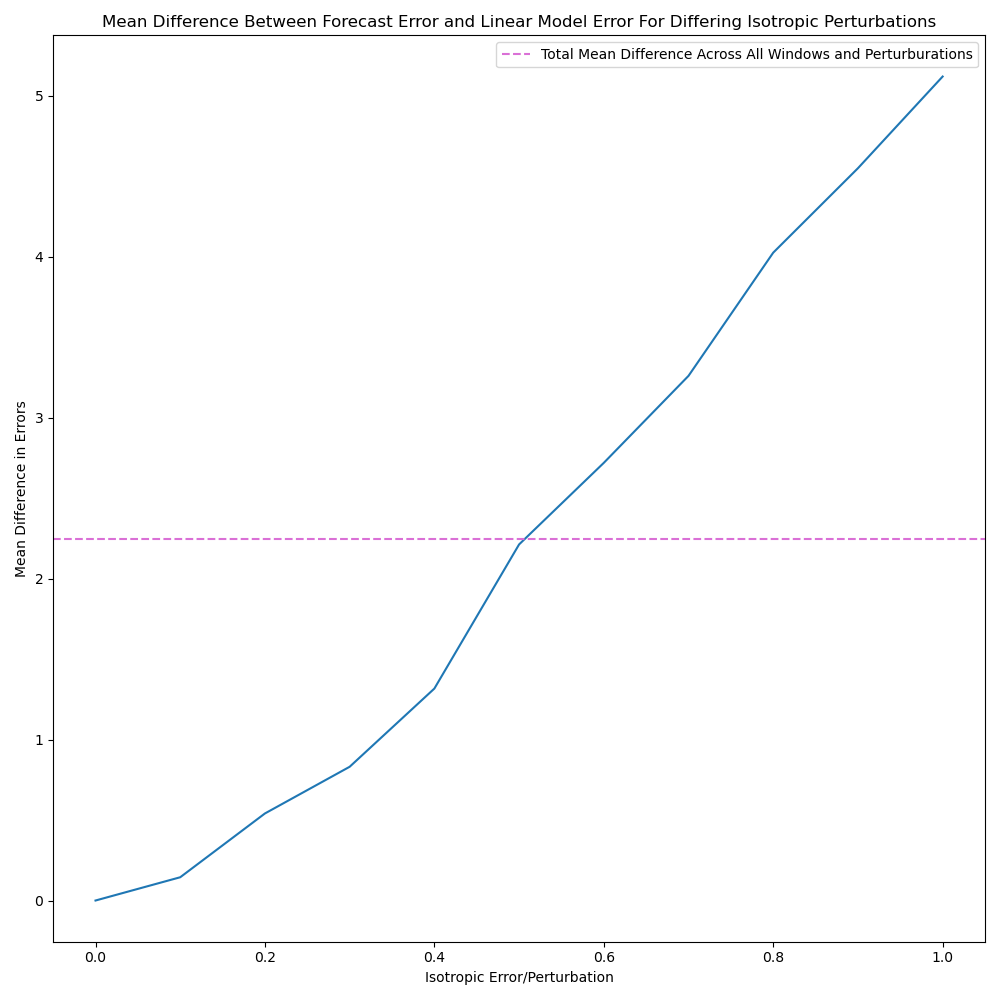 Mean Difference Between Forecast Error and Linear Model Error For Differing Isotropic Perturbations
Total Mean Difference Across All Windows and Perturburations
Mean Difference in Errors
5
4
3
2
1
0
0.0 0.2 0.4 0.6 0.8 1.0
Isotropic Error/Perturbation